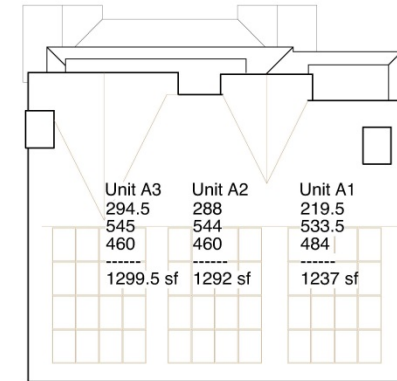 Unit A3
294.5
545
460
------
1299.5 sf
Unit A2
288
544
460
------
1292 sf
Unit A1
219.5
533.5
484
------
1237 sf